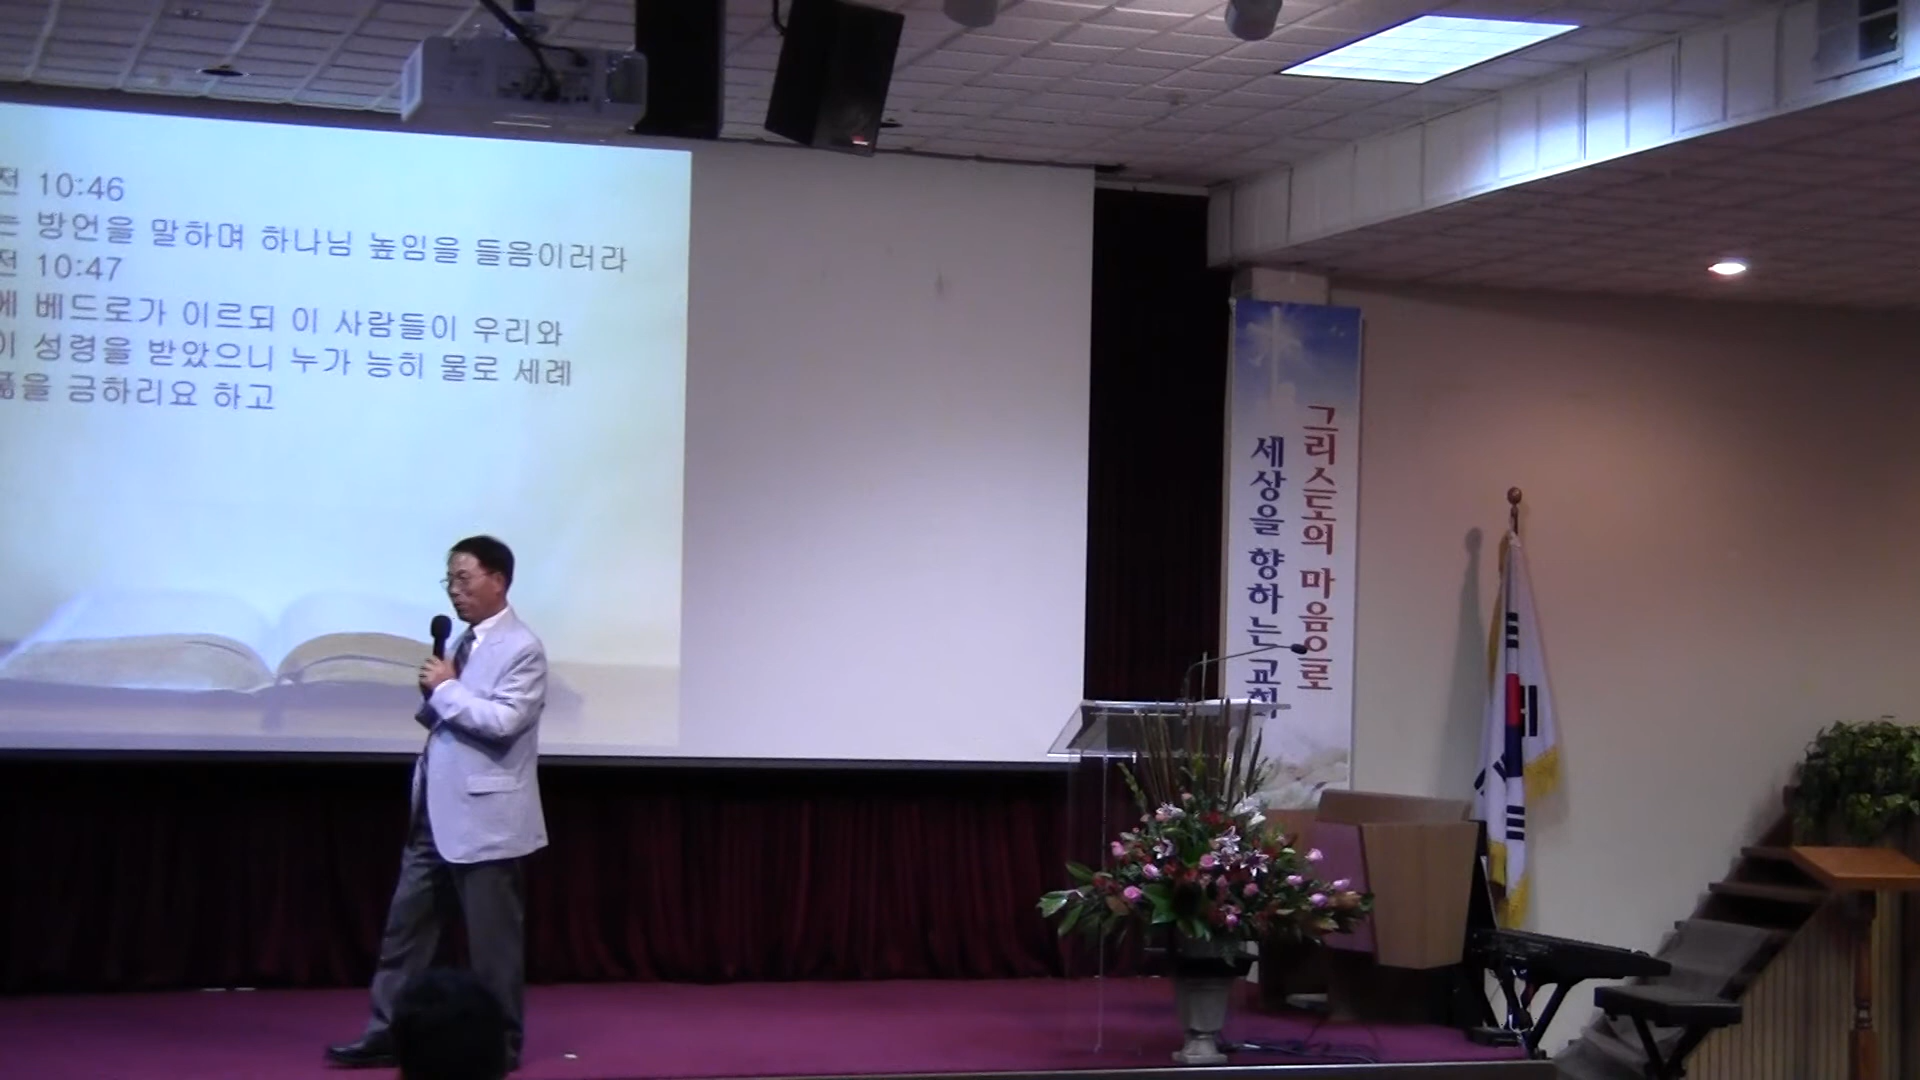 전 10:46
는 방언을 말하며 하나님 높임을 들음이러라
전 10:47
에 베드로가 이르되 이 사람들이 우리와
이 성령을 받았으니 누가 능히 물로 세례
금하리요 하고
그리스도의 마음으로
세상을 향하는 교회